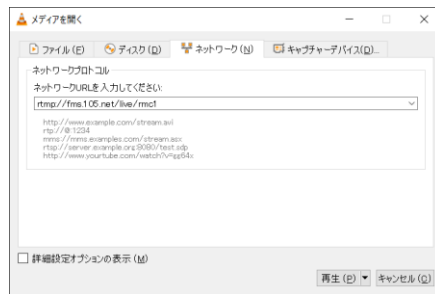 メディアを開く
ファイル(E) ディスク(D) ネットワーク(N) キャプチャーデバイス(D)...
ネットワークプロトコル
ネットワークURLを入力してください:
rtmp://fms.105.net/live/rmc1
http://www.example.com/stream.avi
rtp://@:1234
mms://mms.examples.com/stream.asx
rtsp://server.example.org:8080/test.sdp
http://www.yourtube.com/watch?v=gg64x
詳細設定オプションの表示(M)
再生(P) キャンセル(C)